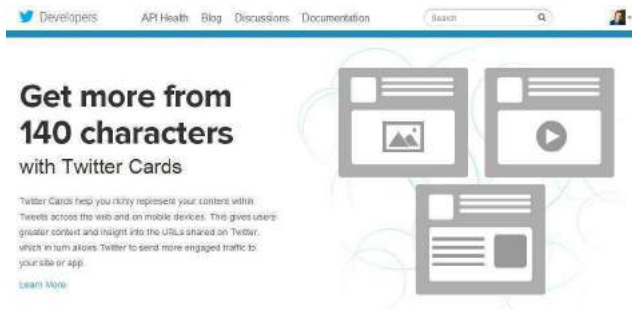 Developers API Health Blog Discussions Documentation Search
Get more from
140 characters
with Twitter Cards
Twitter Cards help you richly represent your content within
Tweets across the web and on mobile devices. This gives users
greater context and insight into the URLs shared on Twitter,
which in turn allows Twitter to send more engaged traffic to
your site or app.
Learn More